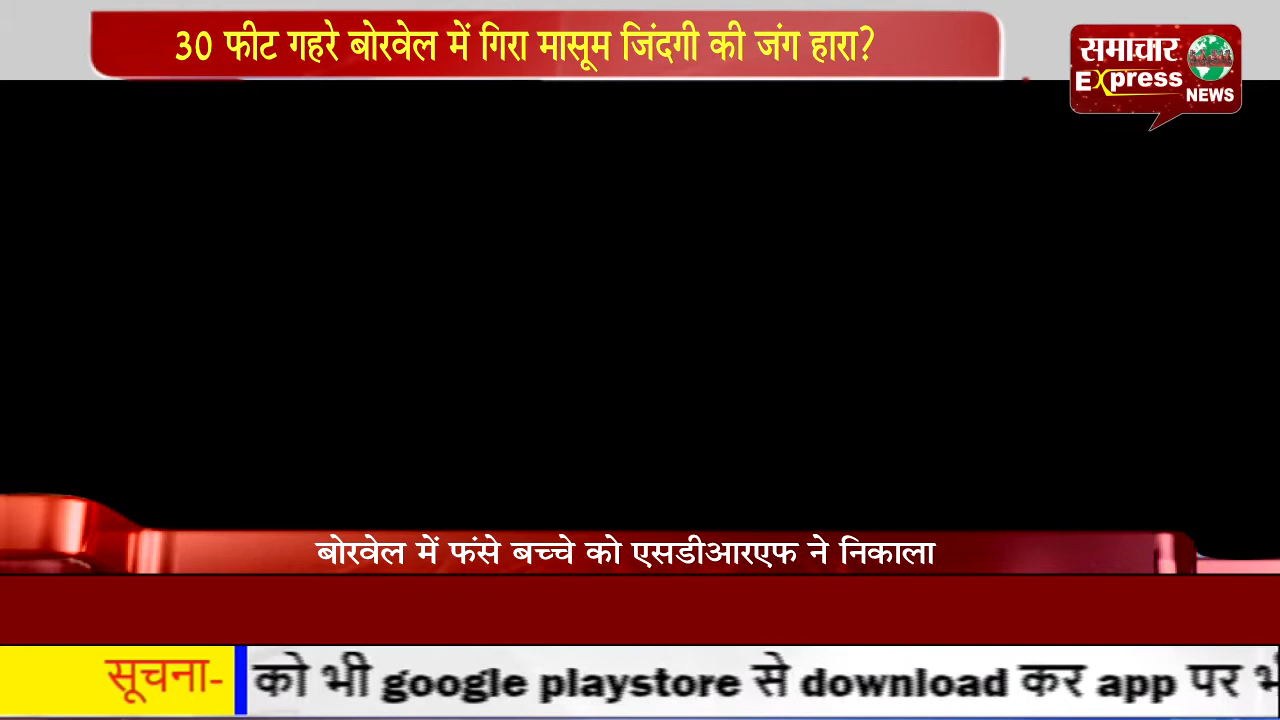 30 फीट गहरे बोरवेल में गिरा मासूम जिंदगी की जंग हारा?
समाचार
Express
NEWS
बोरवेल में फंसे बच्चे को एसडीआरएफ ने निकाला
सूचना- को भी google playstore से download कर app पर